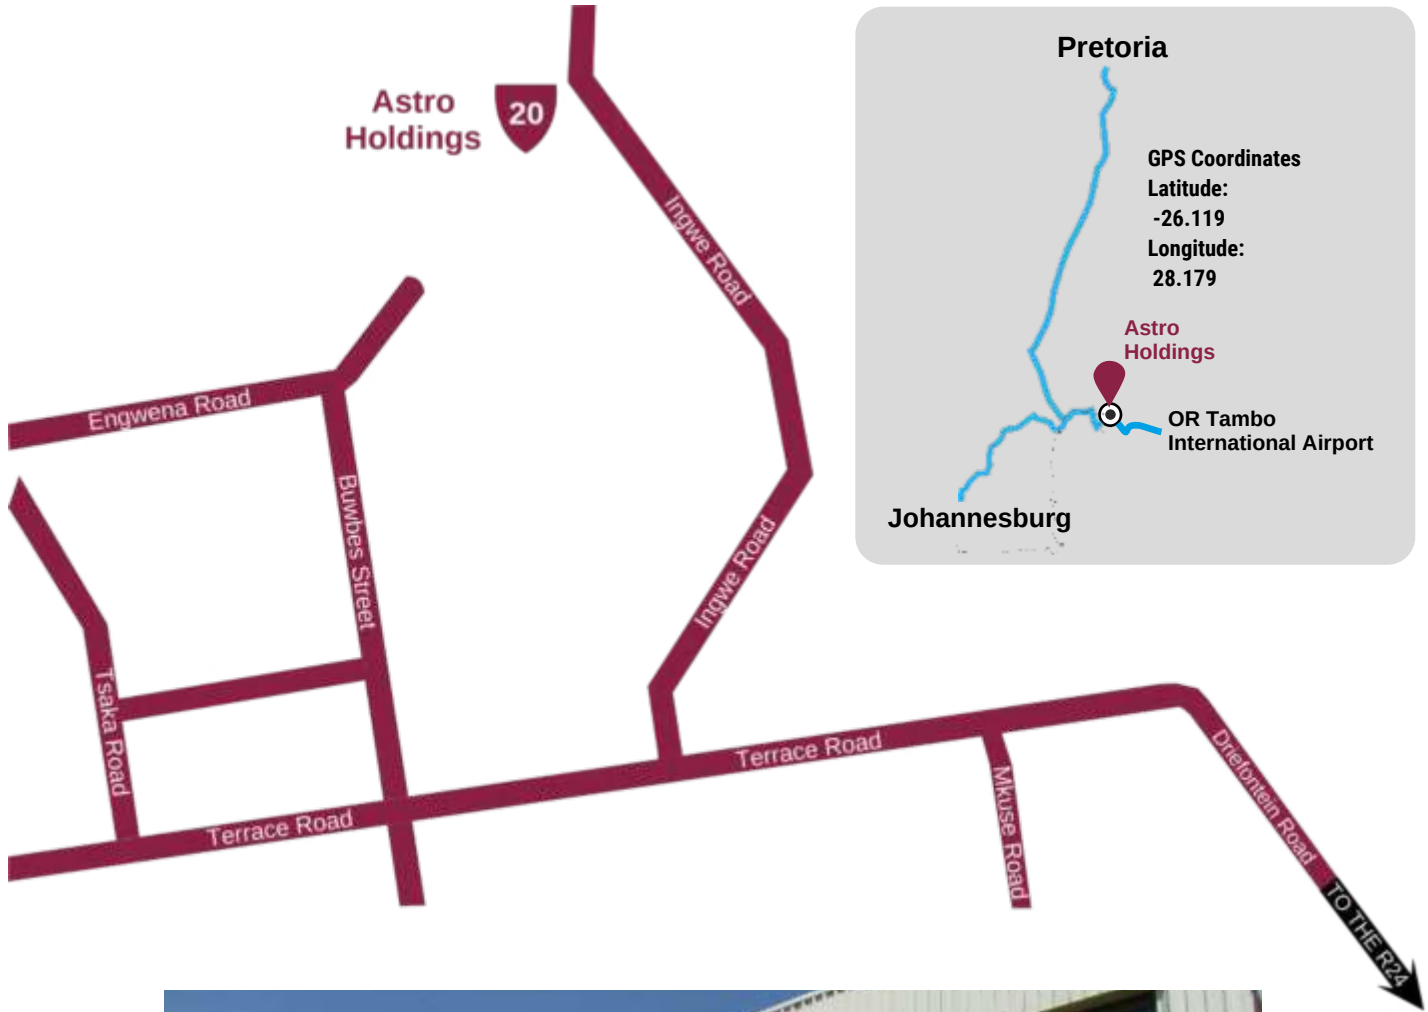 Pretoria
Astro
Holdings
20
GPS Coordinates
Latitude:
-26.119
Longitude:
28.179
Ingwe Road
Astro
Holdings
Engwena Road
OR Tambo
International Airport
Johannesburg
Buwbes Street
Ingwe Road
Tsaka Road
Terrace Road
Terrace Road
Mkuse Road
Driefontein Road
TO THE R24